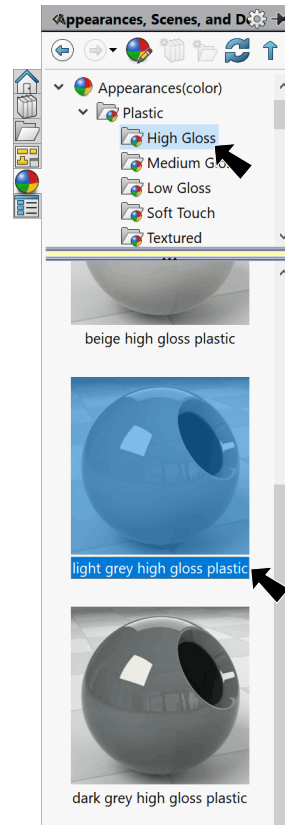 Appearances, Scenes, and D
Appearances(color)
Plastic
High Gloss
Medium Glo
Low Gloss
Soft Touch
Textured
beige high gloss plastic
light grey high gloss plastic
dark grey high gloss plastic